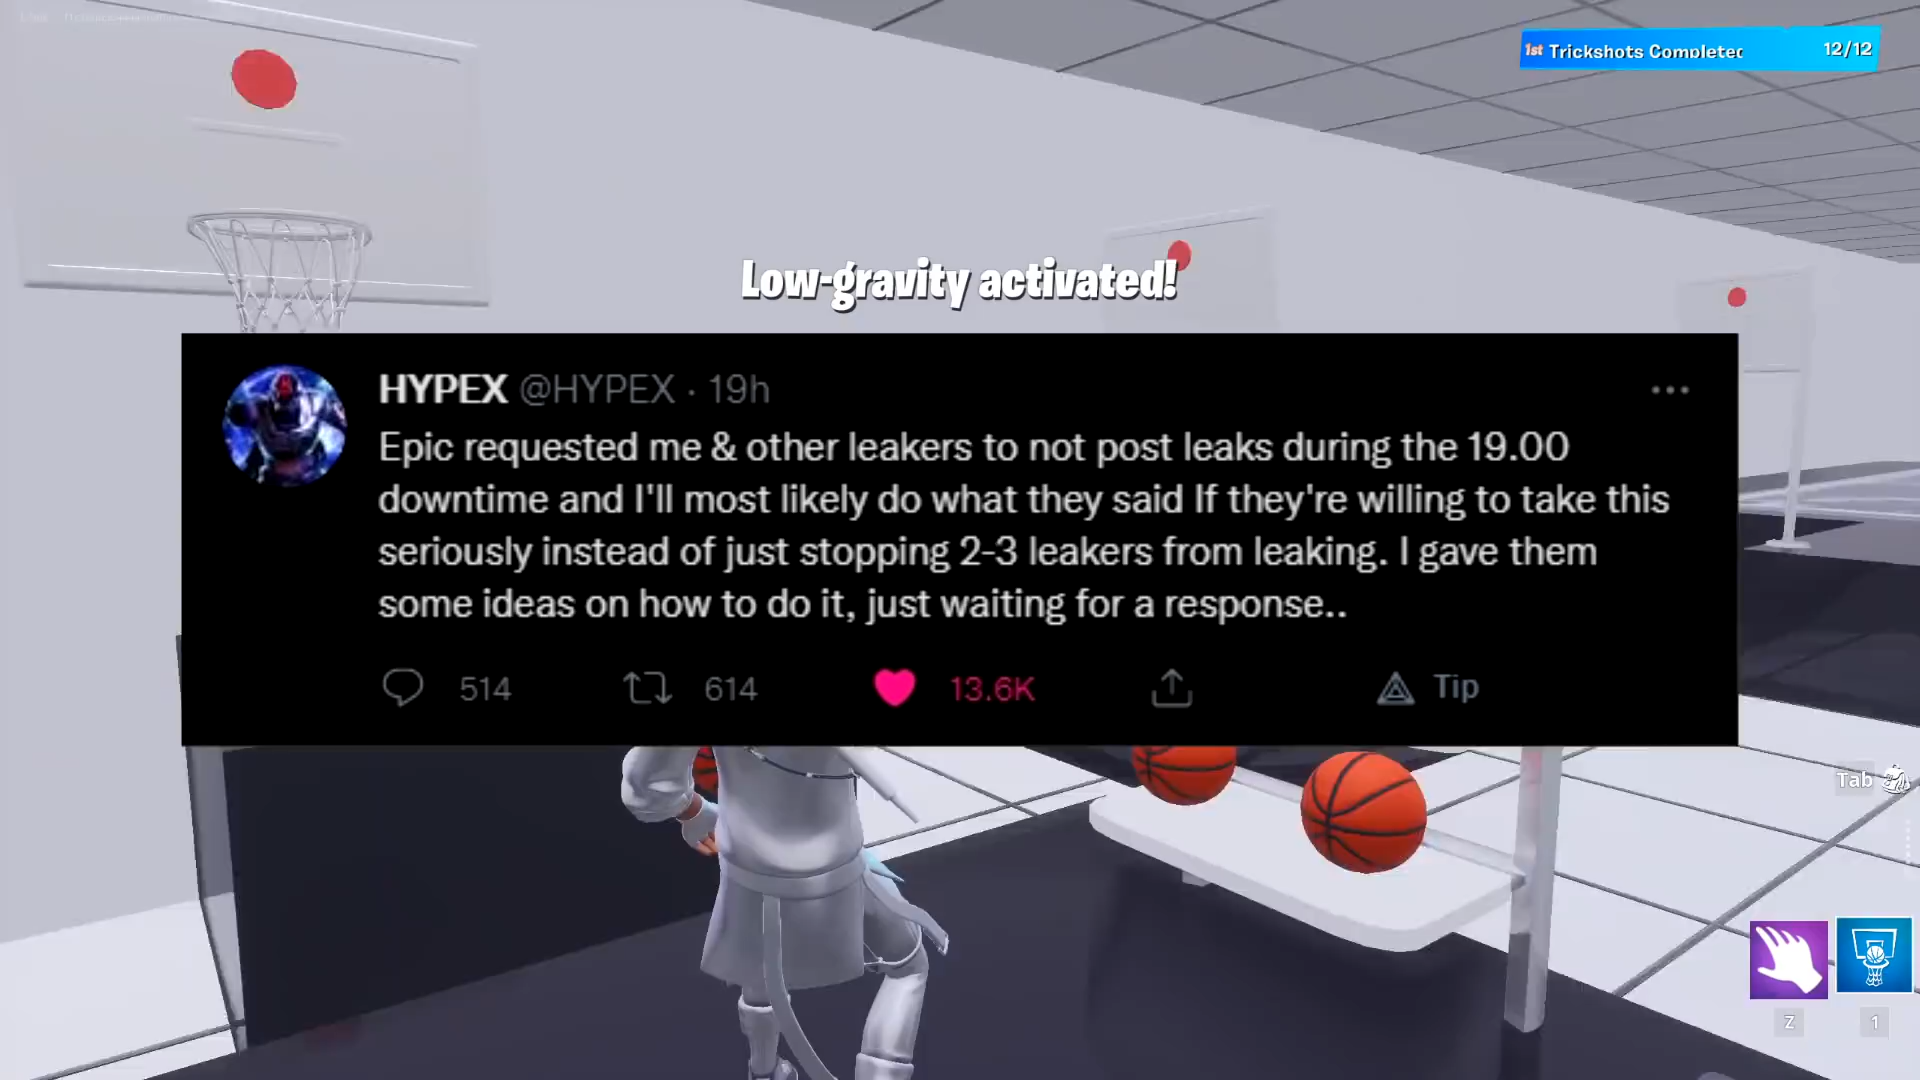 1st Trickshots Completed 12/12
Low-gravity activated!
HYPEX @HYPEX · 19h
Epic requested me & other leakers to not post leaks during the 19.00
downtime and I'll most likely do what they said If they're willing to take this
seriously instead of just stopping 2-3 leakers from leaking. I gave them
some ideas on how to do it, just waiting for a response..
514 614 13.6K Tip
Tab
Z 1